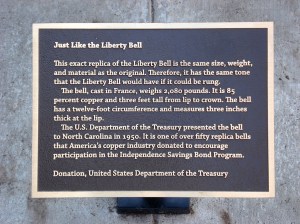 Just Like the Liberty Bell
This exact replica of the Liberty Bell is the same size, weight,
and material as the original. Therefore, it has the same tone
that the Liberty Bell would have if it could be rung.
The bell, cast in France, weighs 2,080 pounds. It is 85
percent copper and three feet tall from lip to crown. The bell
has a twelve-foot circumference and measures three inches
thick at the lip.
The U.S. Department of the Treasury presented the bell
to North Carolina in 1950. It is one of over fifty replica bells
that America's copper industry donated to encourage
participation in the Independence Savings Bond Program.
Donation, United States Department of the Treasury